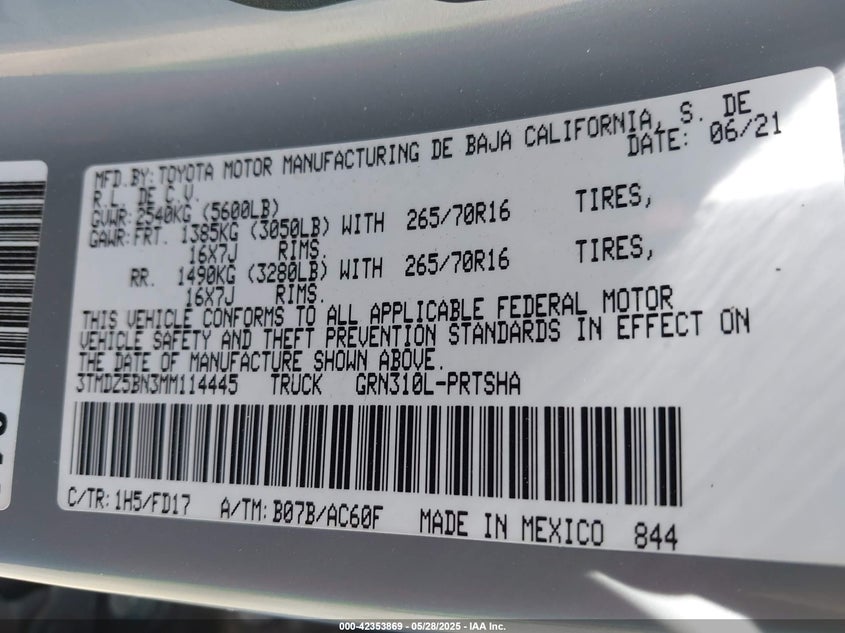 MFD.BY: TOYOTA MOTOR MANUFACTURING DE BAJA CALIFORNIA, S. DE
R.L. DE C.V. DATE: 06/21
GVWR: 2540KG (5600LB)
GAWR: FRT. 1385KG (3050LB) WITH 265/70R16 TIRES,
16X7J RIMS.
RR. 1490KG (3280LB) WITH 265/70R16 TIRES,
16X7J RIMS.
THIS VEHICLE CONFORMS TO ALL APPLICABLE FEDERAL MOTOR
VEHICLE SAFETY AND THEFT PREVENTION STANDARDS IN EFFECT ON
THE DATE OF MANUFACTURE SHOWN ABOVE.
3TMDZ5BN3MM114445 TRUCK GRN310L-PRTSHA
C/TR: 1H5/FD17 A/TM: B07B/AC60F MADE IN MEXICO 844
000-42353869 — 05/28/2025 — IAA Inc.